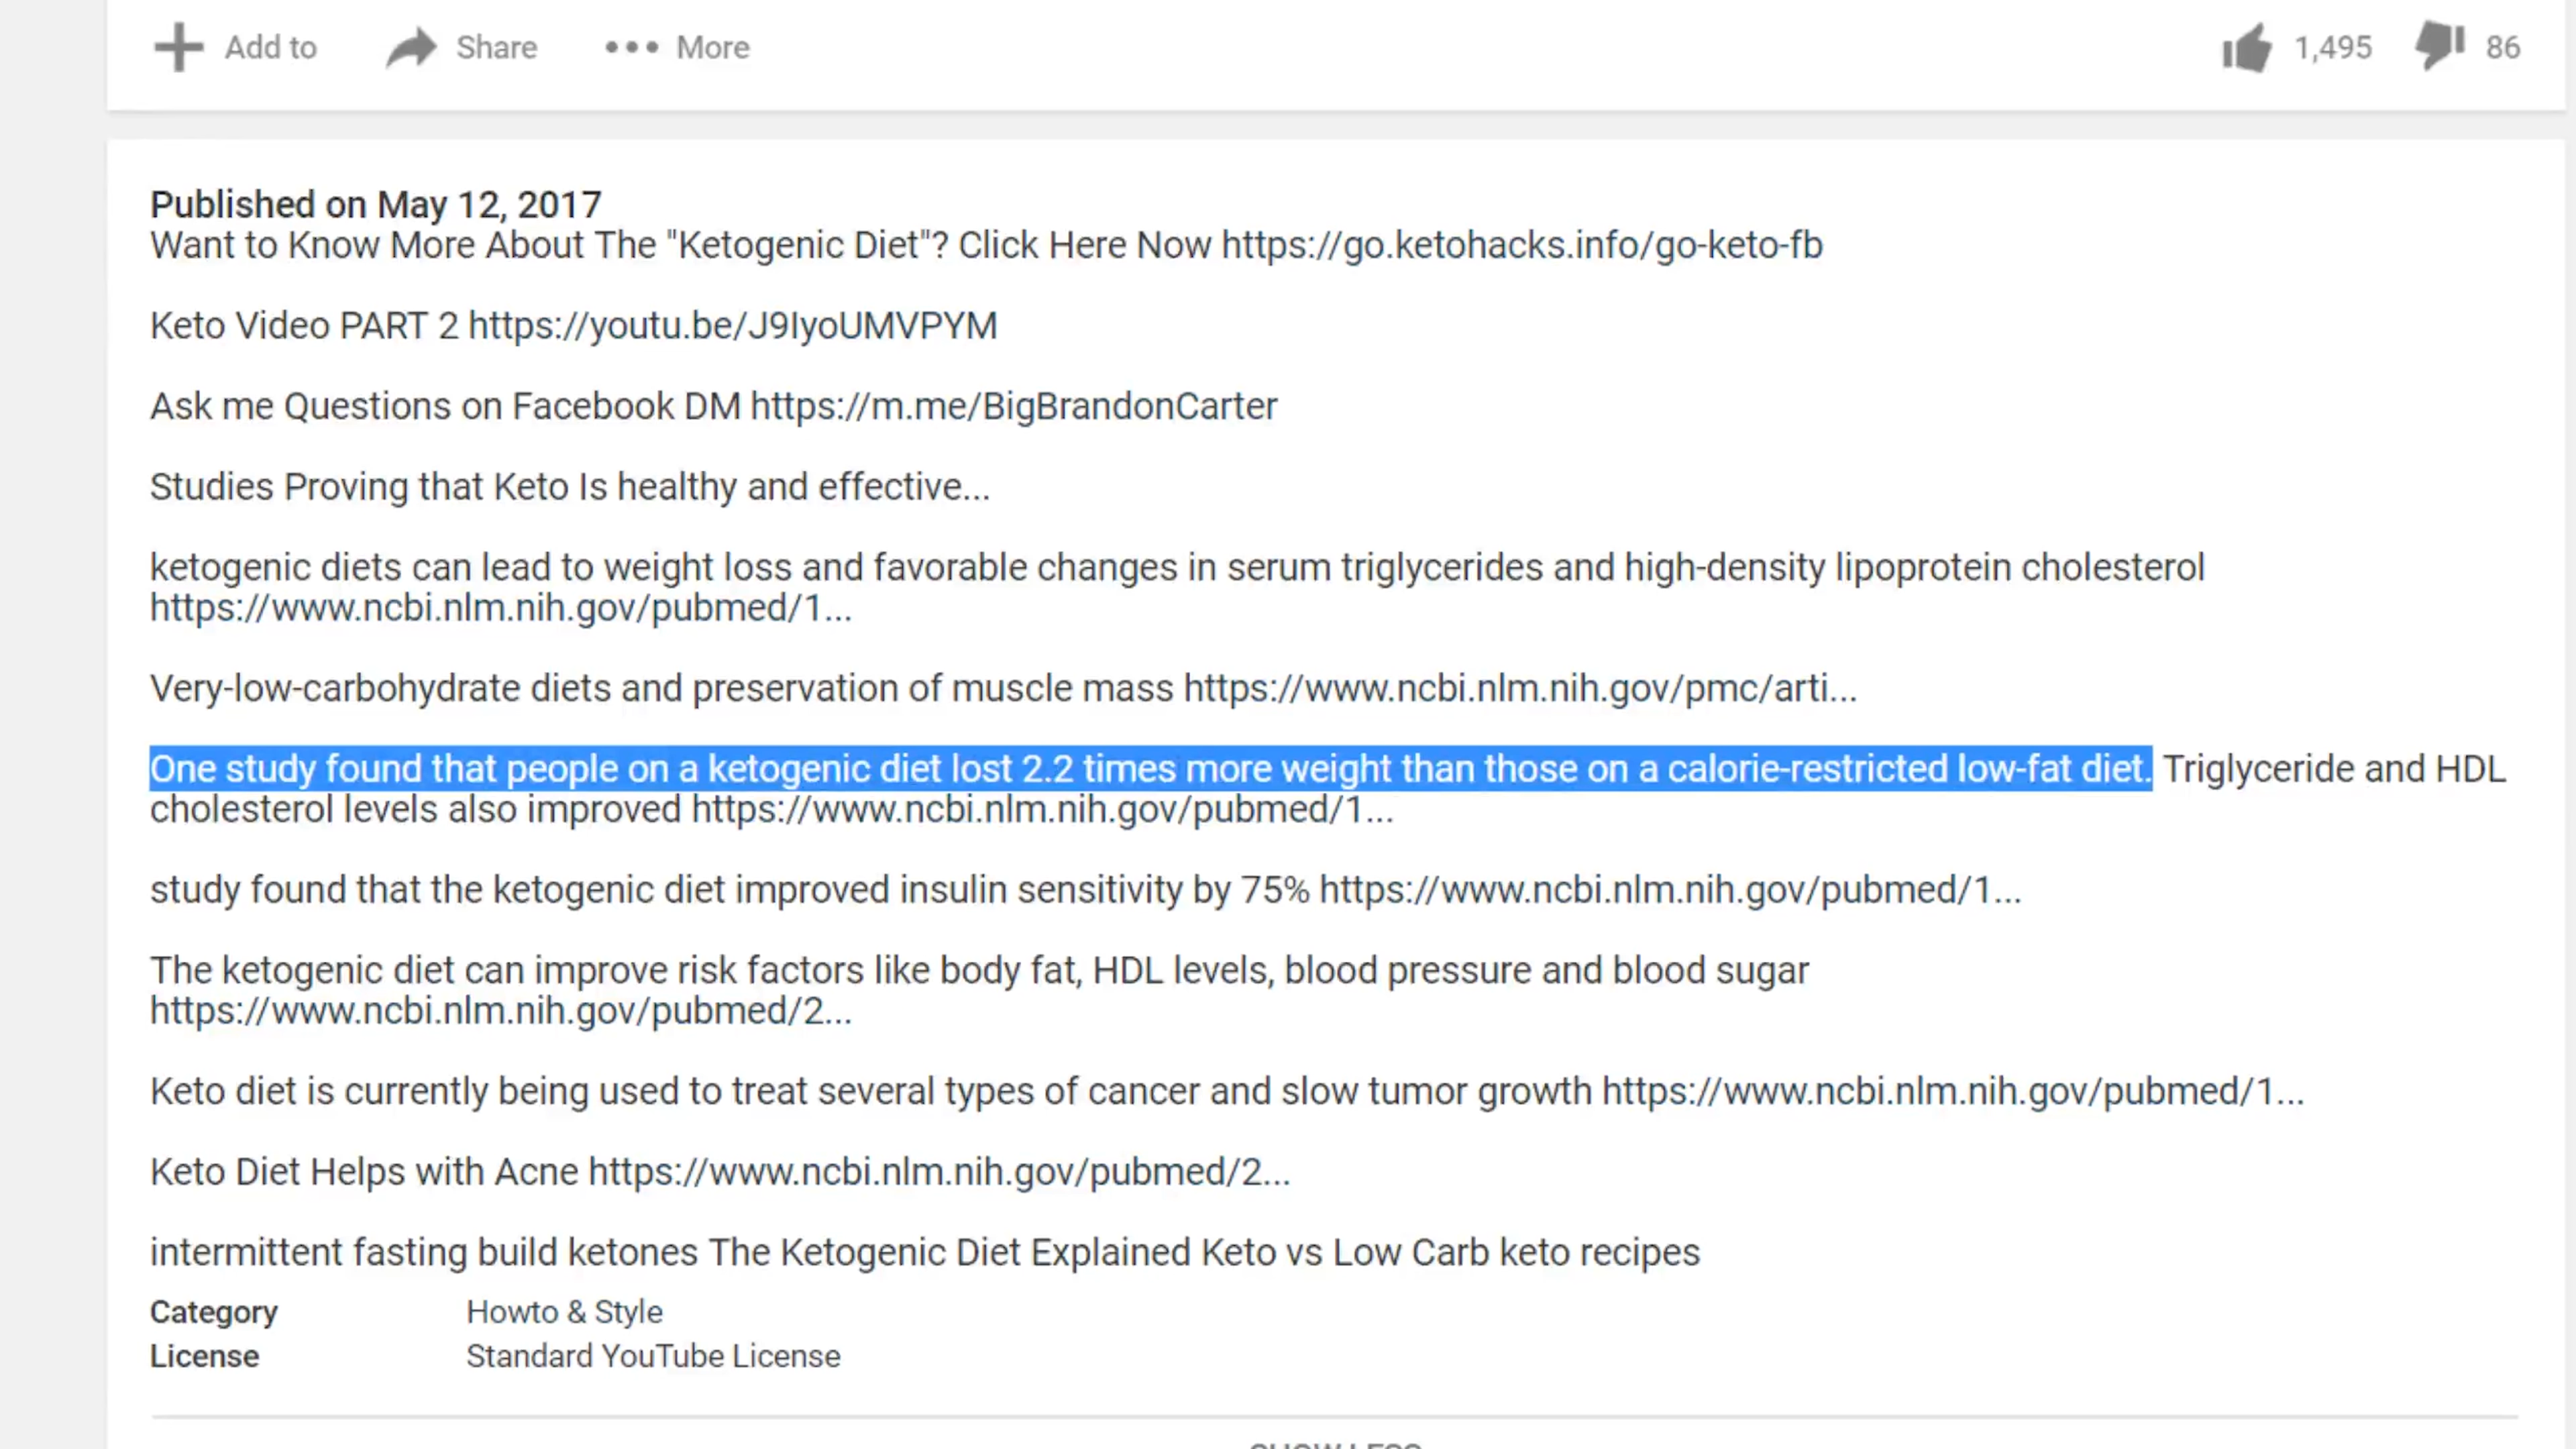 Add to Share More 1,495 86
Published on May 12, 2017
Want to Know More About The "Ketogenic Diet"? Click Here Now https://go.ketohacks.info/go-keto-fb
Keto Video PART 2 https://youtu.be/J9IyoUMVPYM
Ask me Questions on Facebook DM https://m.me/BigBrandonCarter
Studies Proving that Keto Is healthy and effective...
ketogenic diets can lead to weight loss and favorable changes in serum triglycerides and high-density lipoprotein cholesterol
https://www.ncbi.nlm.nih.gov/pubmed/1...
Very-low-carbohydrate diets and preservation of muscle mass https://www.ncbi.nlm.nih.gov/pmc/arti...
One study found that people on a ketogenic diet lost 2.2 times more weight than those on a calorie-restricted low-fat diet. Triglyceride and HDL
cholesterol levels also improved https://www.ncbi.nlm.nih.gov/pubmed/1...
study found that the ketogenic diet improved insulin sensitivity by 75% https://www.ncbi.nlm.nih.gov/pubmed/1...
The ketogenic diet can improve risk factors like body fat, HDL levels, blood pressure and blood sugar
https://www.ncbi.nlm.nih.gov/pubmed/2...
Keto diet is currently being used to treat several types of cancer and slow tumor growth https://www.ncbi.nlm.nih.gov/pubmed/1...
Keto Diet Helps with Acne https://www.ncbi.nlm.nih.gov/pubmed/2...
intermittent fasting build ketones The Ketogenic Diet Explained Keto vs Low Carb keto recipes
Category Howto & Style
License Standard YouTube License
SHOW LESS